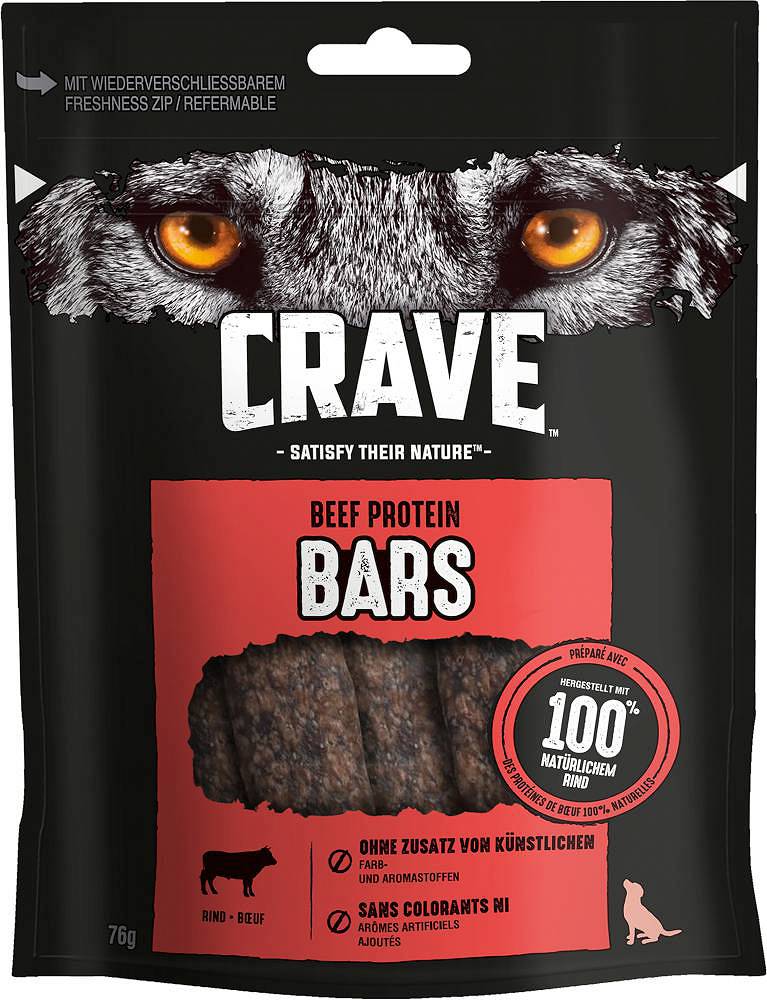 MIT WIEDERVERSCHLIESSBAREM
FRESHNESS ZIP / REFERMABLE
CRAVE™
- SATISFY THEIR NATURE™-
BEEF PROTEIN
BARS
PRÉPARÉ AVEC
HERGESTELLT MIT
100%
NATÜRLICHEM
RIND
DES PROTÉINES DE BŒUF 100% NATURELLES
OHNE ZUSATZ VON KÜNSTLICHEN
FARB-
UND AROMASTOFFEN
SANS COLORANTS NI
ARÔMES ARTIFICIELS
AJOUTÉS
RIND • BŒUF
76g